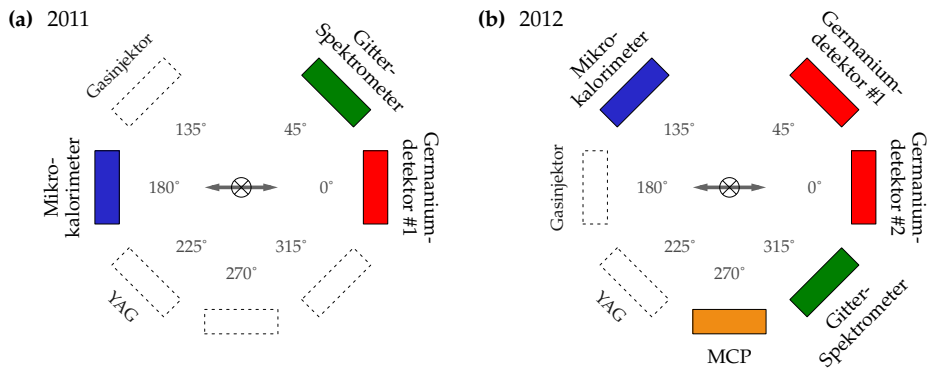 (a) 2011
Gasinjektor
Gitter-
Spektrometer
135°
45°
Mikro-
kalorimeter
180°
0°
Germanium-
detektor #1
225°
315°
270°
YAG
(b) 2012
Mikro-
kalorimeter
Germanium-
detektor #1
135°
45°
Gasinjektor
180°
0°
Germanium-
detektor #2
225°
315°
270°
YAG
MCP
Gitter-
Spektrometer